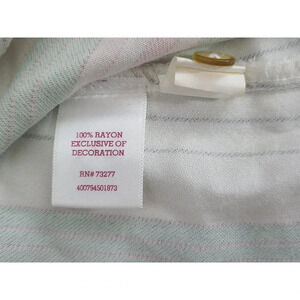 100% RAYON
EXCLUSIVE OF
DECORATION
RN# 73277
400794501873